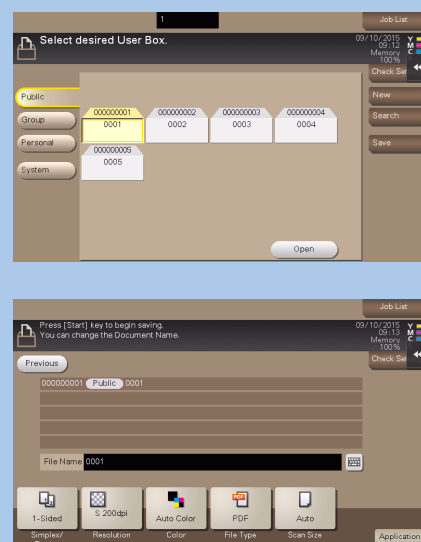 1
Job List
Select desired User Box.
09/10/2015
09:12
Memory
100%
Y
M
C
Check Set
Public
New
Group
000000001
000000002
000000003
000000004
Search
0001
0002
0003
0004
Personal
000000005
Save
0005
System
Open
Job List
Press [Start] key to begin saving.
You can change the Document Name.
09/10/2015
09:13
Memory
100%
Y
M
C
Previous
Check Set
000000001 Public 0001
File Name 0001
1-Sided
S 200dpi
Auto Color
PDF
Auto
Simplex/
Resolution
Color
File Type
Scan Size
Application